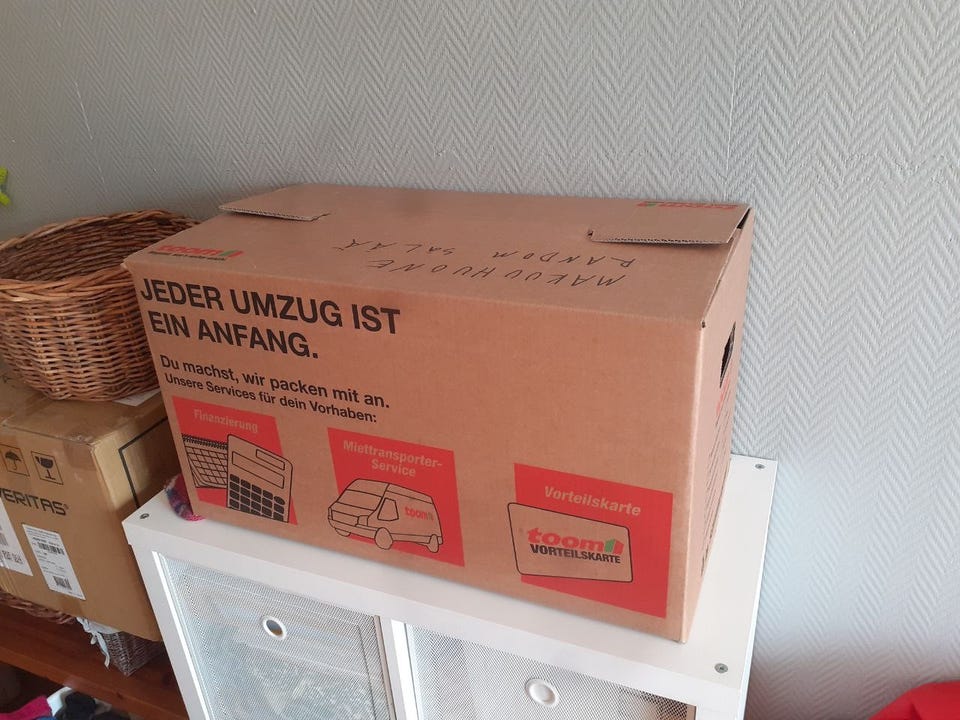 toom
MAKUUHUONE
RANDOM SALAA
JEDER UMZUG IST
EIN ANFANG.
Du machst, wir packen mit an.
Unsere Services für dein Vorhaben:
Finanzierung
Miettransporter-
Service
toom
Vorteilskarte
toom
VORTEILSKARTE
VERITAS